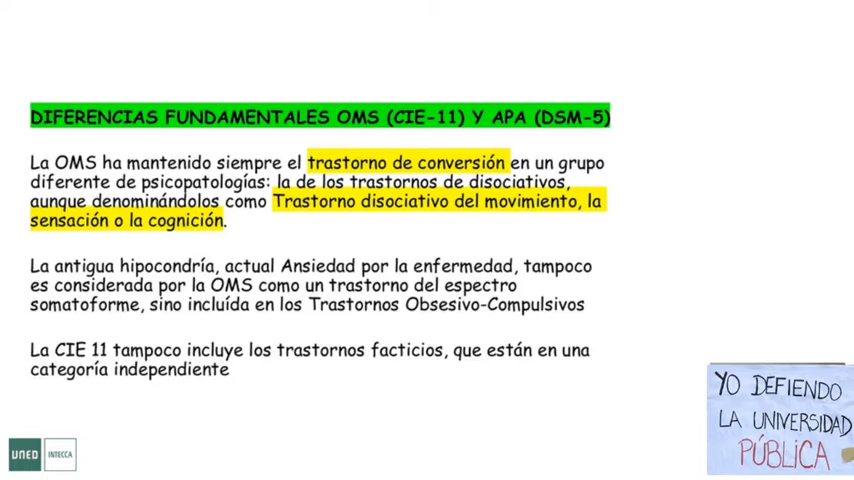 DIFERENCIAS FUNDAMENTALES OMS (CIE-11) Y APA (DSM-5)
La OMS ha mantenido siempre el trastorno de conversión en un grupo
diferente de psicopatologías: la de los trastornos de disociativos,
aunque denominándolos como Trastorno disociativo del movimiento, la
sensación o la cognición.
La antigua hipocondría, actual Ansiedad por la enfermedad, tampoco
es considerada por la OMS como un trastorno del espectro
somatoforme, sino incluída en los Trastornos Obsesivo-Compulsivos
La CIE 11 tampoco incluye los trastornos facticios, que están en una
categoría independiente
YO DEFIENDO
LA UNIVERSIDAD
PÚBLICA
UNED INTECCA